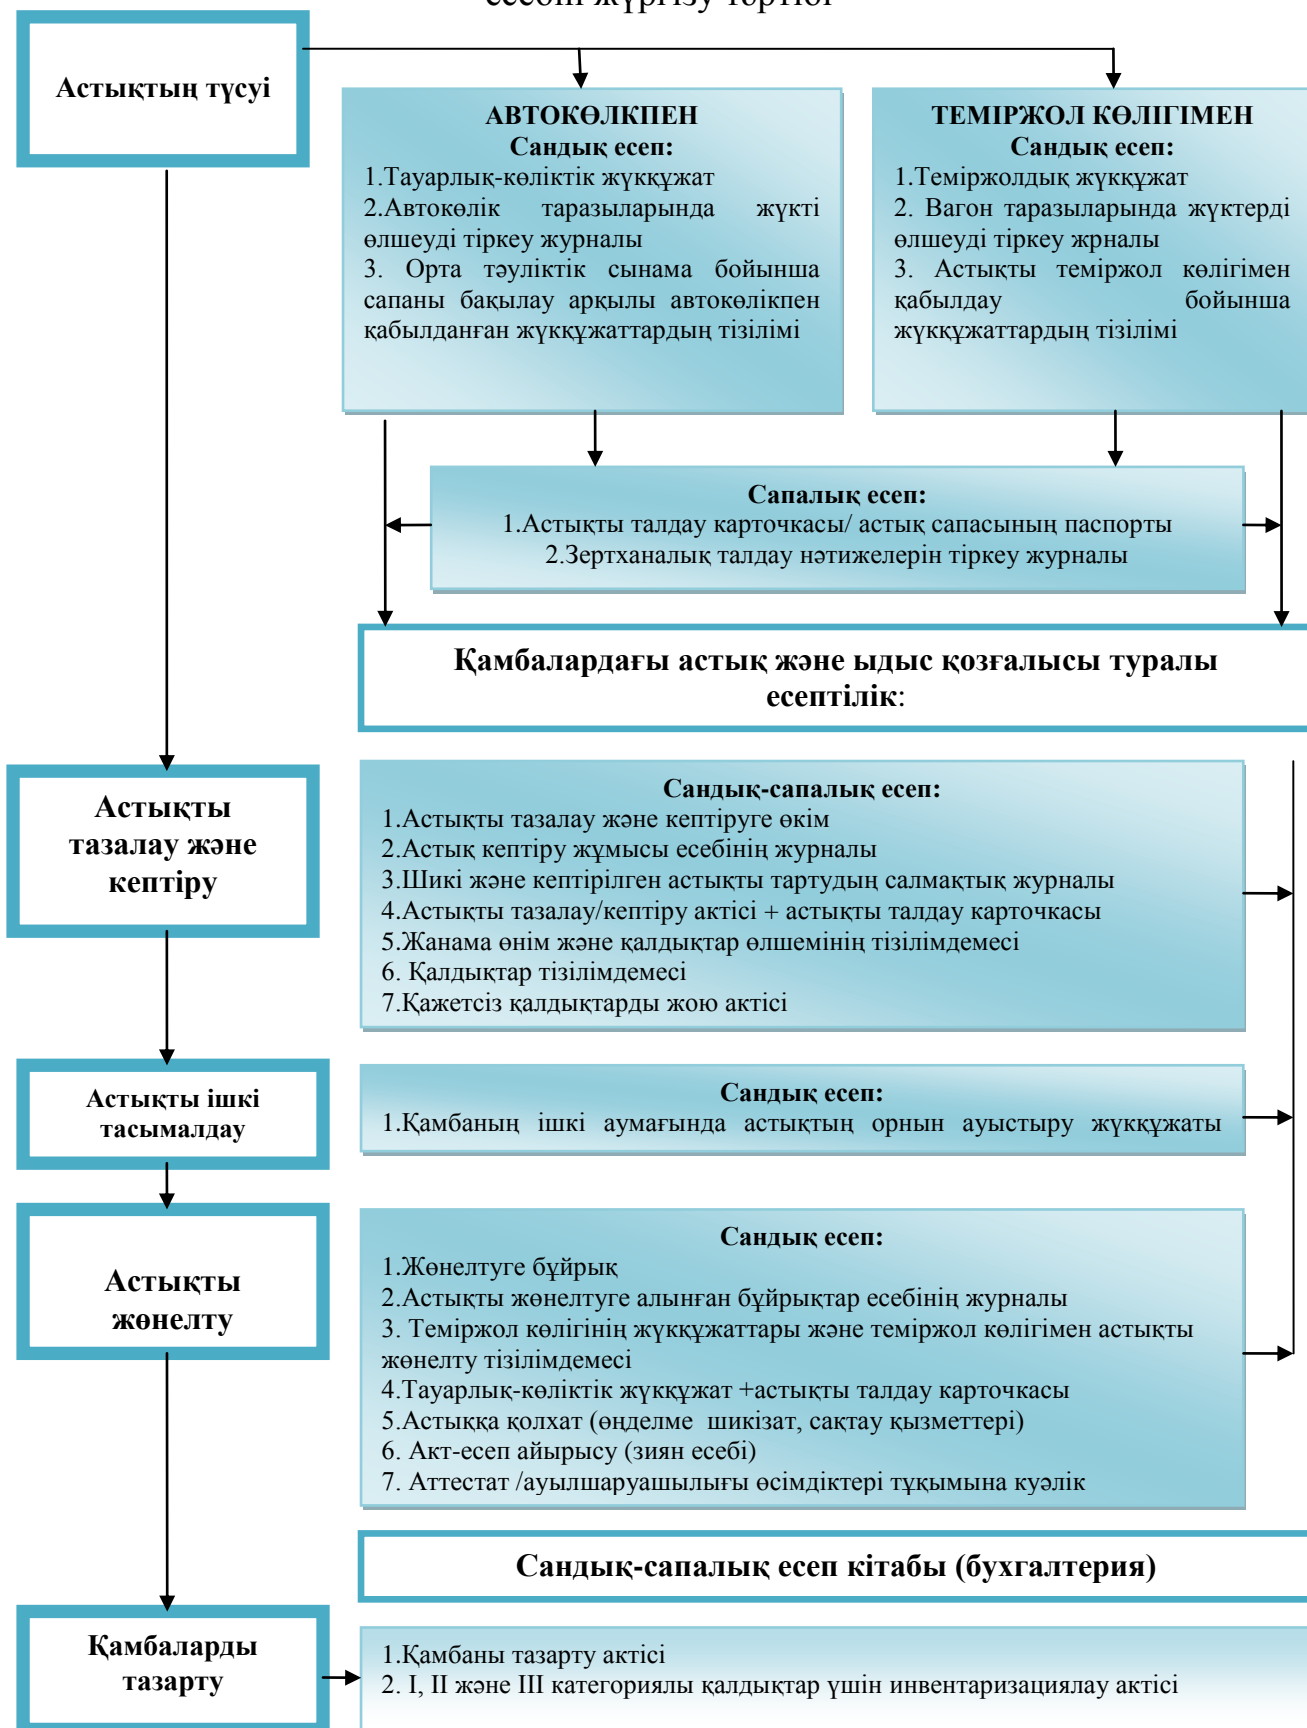 есебін жүргізу тәртібі
Астықтың түсуі
АВТОКӨЛКПЕН
Сандық есеп:
1.Тауарлық-көліктік жүкқұжат
2.Автокөлік таразыларында жүкті
өлшеуді тіркеу журналы
3. Орта тәуліктік сынама бойынша
сапаны бақылау арқылы автокөлікпен
қабылданған жүкқұжаттардың тізілімі
ТЕМІРЖОЛ КӨЛІГІМЕН
Сандық есеп:
1.Теміржолдық жүкқұжат
2. Вагон таразыларында жүктерді
өлшеуді тіркеу жрналы
3. Астықты теміржол көлігімен
қабылдау бойынша
жүкқұжаттардың тізілімі
Сапалық есеп:
1.Астықты талдау карточкасы/ астық сапасының паспорты
2.Зертханалық талдау нәтижелерін тіркеу журналы
Қамбалардағы астық және ыдыс қозғалысы туралы
есептілік:
Астықты
тазалау және
кептіру
Сандық-сапалық есеп:
1.Астықты тазалау және кептіруге өкім
2.Астық кептіру жұмысы есебінің журналы
3.Шикі және кептірілген астықты тартудың салмақтық журналы
4.Астықты тазалау/кептіру актісі + астықты талдау карточкасы
5.Жанама өнім және қалдықтар өлшемінің тізілімдемесі
6. Қалдықтар тізілімдемесі
7.Қажетсіз қалдықтарды жою актісі
Астықты ішкі
тасымалдау
Сандық есеп:
1.Қамбаның ішкі аумағында астықтың орнын ауыстыру жүкқұжаты
Астықты
жөнелту
Сандық есеп:
1.Жөнелтуге бұйрық
2.Астықты жөнелтуге алынған бұйрықтар есебінің журналы
3. Теміржол көлігінің жүкқұжаттары және теміржол көлігімен астықты
жөнелту тізілімдемесі
4.Тауарлық-көліктік жүкқұжат +астықты талдау карточкасы
5.Астыққа қолхат (өңделме шикізат, сақтау қызметтері)
6. Акт-есеп айырысу (зиян есебі)
7. Аттестат /ауылшаруашылығы өсімдіктері тұқымына куәлік
Сандық-сапалық есеп кітабы (бухгалтерия)
Қамбаларды
тазарту
1.Қамбаны тазарту актісі
2. I, II және III категориялы қалдықтар үшін инвентаризациялау актісі